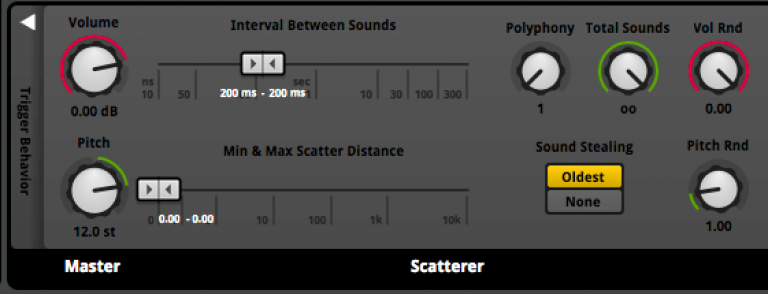 Volume
Interval Between Sounds
Polyphony
Total Sounds
Vol Rnd
ms
sec
10
50
10
30
100
300
200 ms - 200 ms
0.00 dB
1
oo
0.00
Trigger Behavior
Pitch
Min & Max Scatter Distance
Sound Stealing
Pitch Rnd
Oldest
None
0
0.00 - 0.00
10
100
1k
10k
12.0 st
1.00
Master
Scatterer